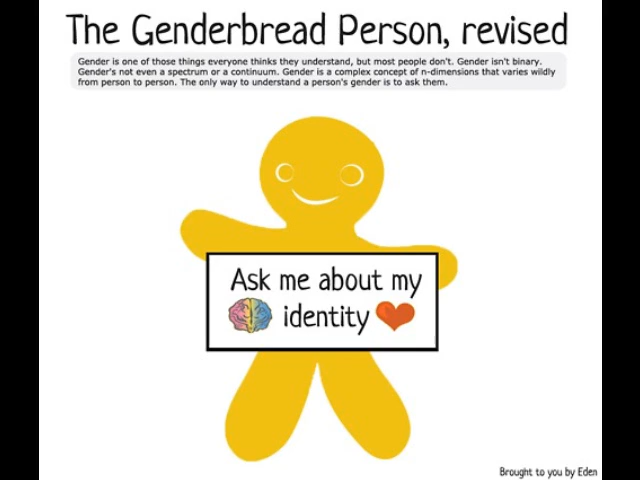 The Genderbread Person, revised
Gender is one of those things everyone thinks they understand, but most people don't. Gender isn't binary.
Gender's not even a spectrum or a continuum. Gender is a complex concept of n-dimensions that varies wildly
from person to person. The only way to understand a person's gender is to ask them.
Ask me about my
identity
Brought to you by Eden